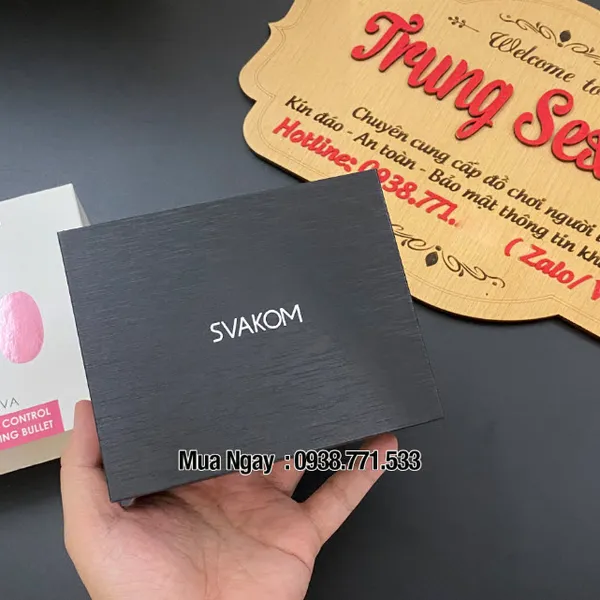 Welcome to
Trung Sex
Chuyên cung cấp đồ chơi người
Kín đáo - An toàn - Bảo mật thông tin
Hotline: 0938.771.
( Zalo/
SVAKOM
VA
CONTROL
ING BULLET
Mua Ngay : 0938.771.533